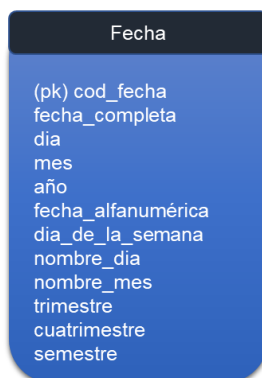 Fecha
(pk) cod_fecha
fecha_completa
dia
mes
año
fecha_alfanumérica
dia_de_la_semana
nombre_dia
nombre_mes
trimestre
cuatrimestre
semestre